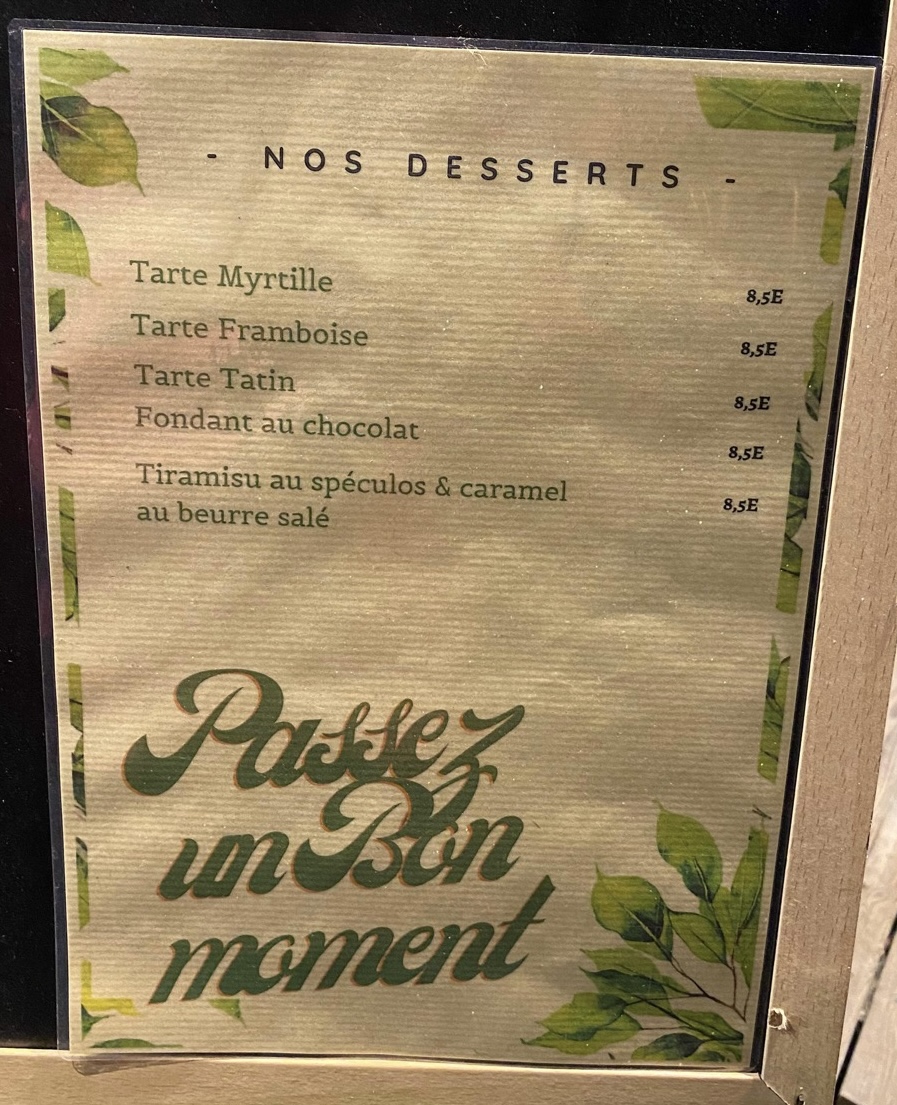 - NOS DESSERTS -
Tarte Myrtille 8,5E
Tarte Framboise 8,5E
Tarte Tatin 8,5E
Fondant au chocolat 8,5E
Tiramisu au spéculos & caramel 8,5E
au beurre salé
Passez
un Bon
moment